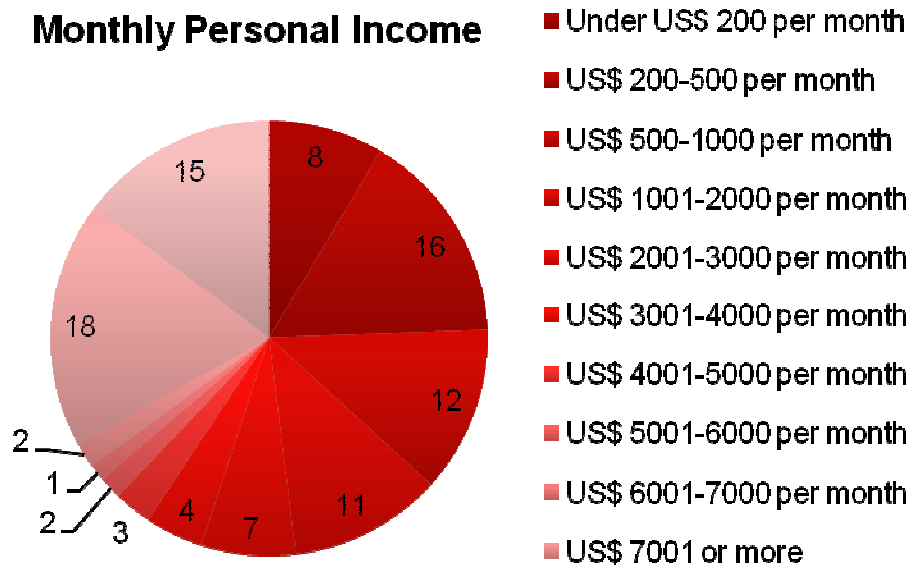 Monthly Personal Income
8
16
12
11
7
4
3
2
1
2
18
15
Under US$ 200 per month
US$ 200-500 per month
US$ 500-1000 per month
US$ 1001-2000 per month
US$ 2001-3000 per month
US$ 3001-4000 per month
US$ 4001-5000 per month
US$ 5001-6000 per month
US$ 6001-7000 per month
US$ 7001 or more